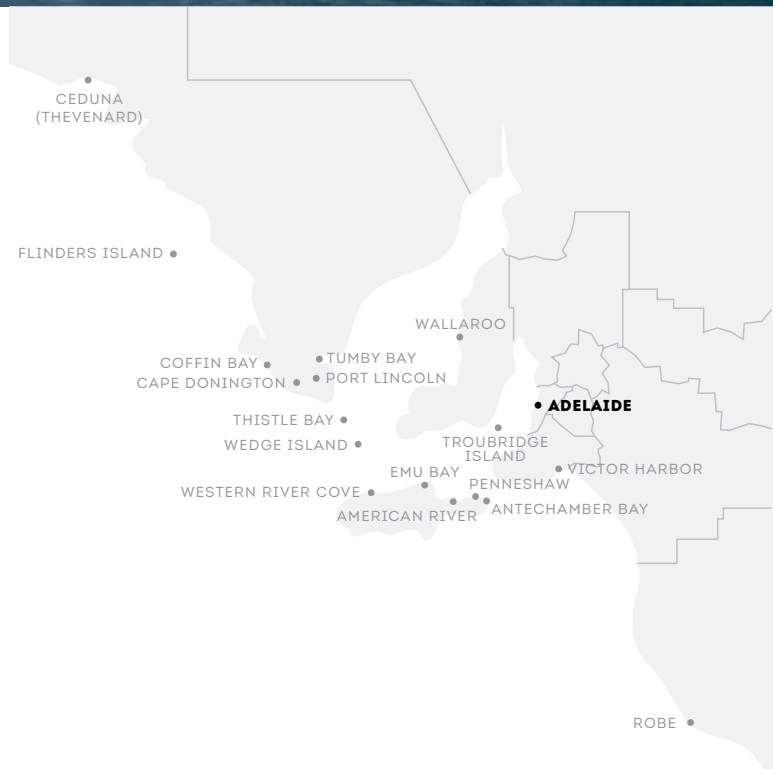 CEDUNA
(THEVENARD)
FLINDERS ISLAND
WALLAROO
TUMBY BAY
COFFIN BAY
PORT LINCOLN
CAPE DONINGTON
ADELAIDE
THISTLE BAY
TROUBRIDGE
ISLAND
WEDGE ISLAND
VICTOR HARBOR
EMU BAY
PENNESHAW
WESTERN RIVER COVE
ANTECHAMBER BAY
AMERICAN RIVER
ROBE